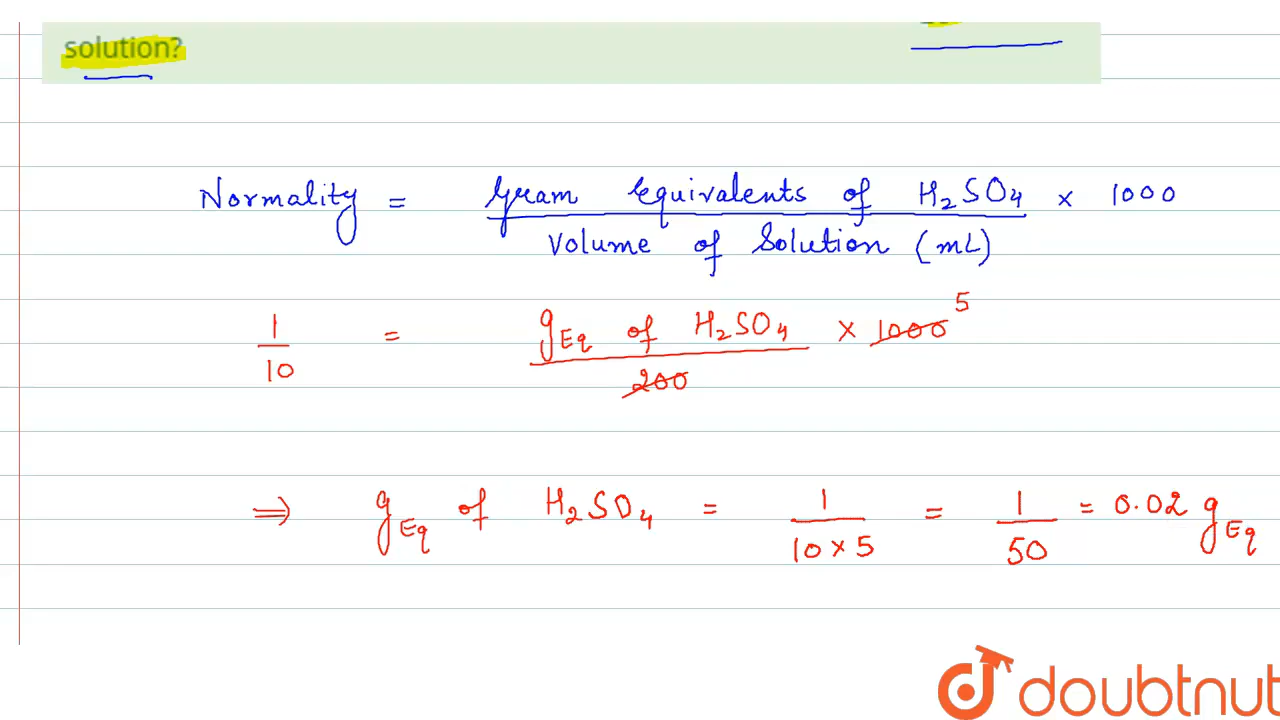 solution?
Normality = Gram Equivalents of H₂SO₄ / Volume of Solution (mL) × 1000
1/10 = gEq of H₂SO₄ / 200 × 1000 5
⇒ gEq of H₂SO₄ = 1/10×5 = 1/50 = 0.02 gEq
doubtnut